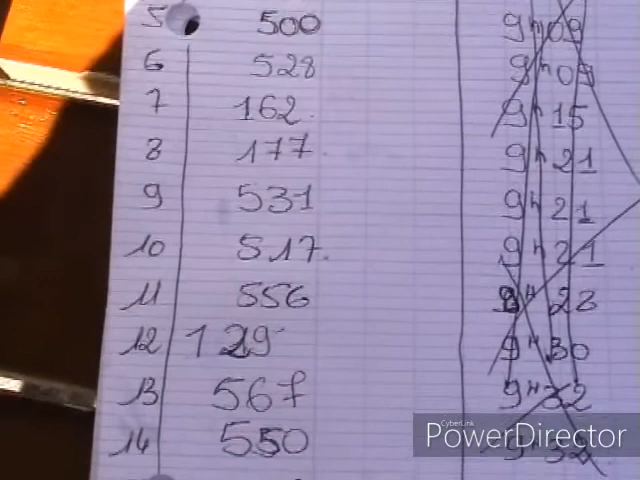 5 500 9h09
6 528 9h09
7 162 9h15
8 177 9h21
9 531 9h21
10 517 9h21
11 556 9h28
12 129 9h30
13 567 9h32
14 550 9h32
CyberLink
PowerDirector